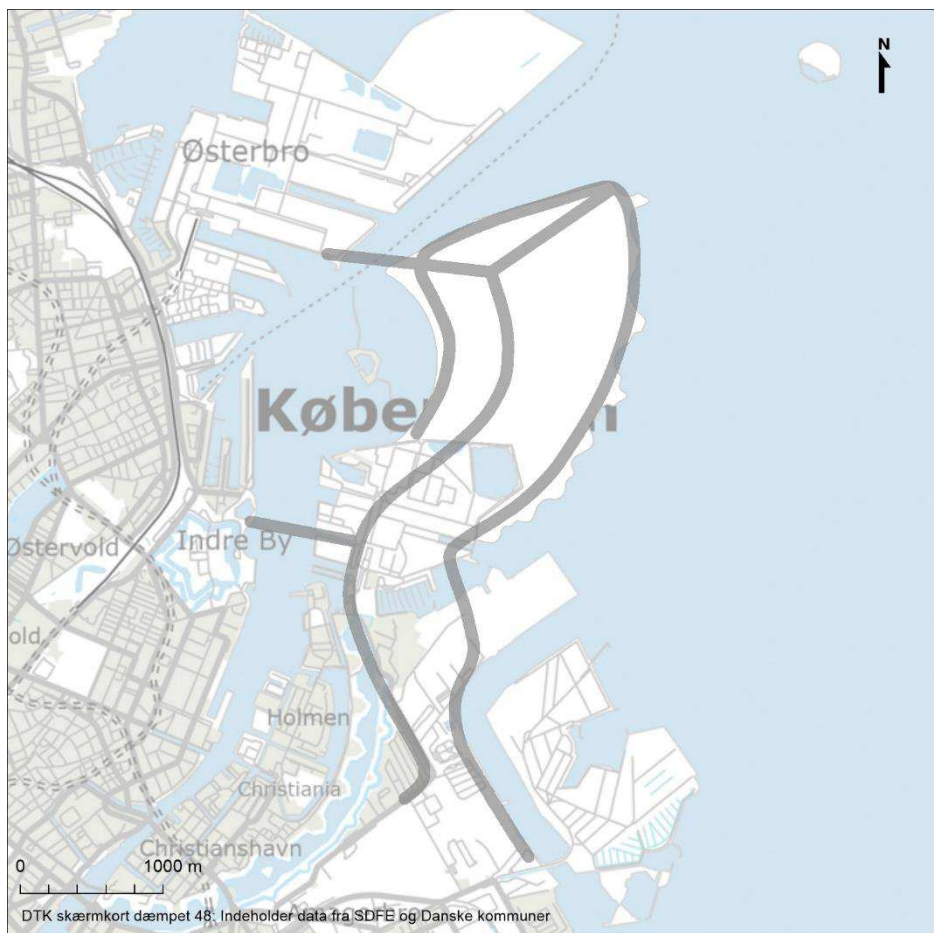 N
Østerbro
København
Indre By
Østervold
old
Holmen
Christiania
Christianshavn
0 1000 m
DTK skærmkort dæmpet 48: Indeholder data fra SDFE og Danske kommuner